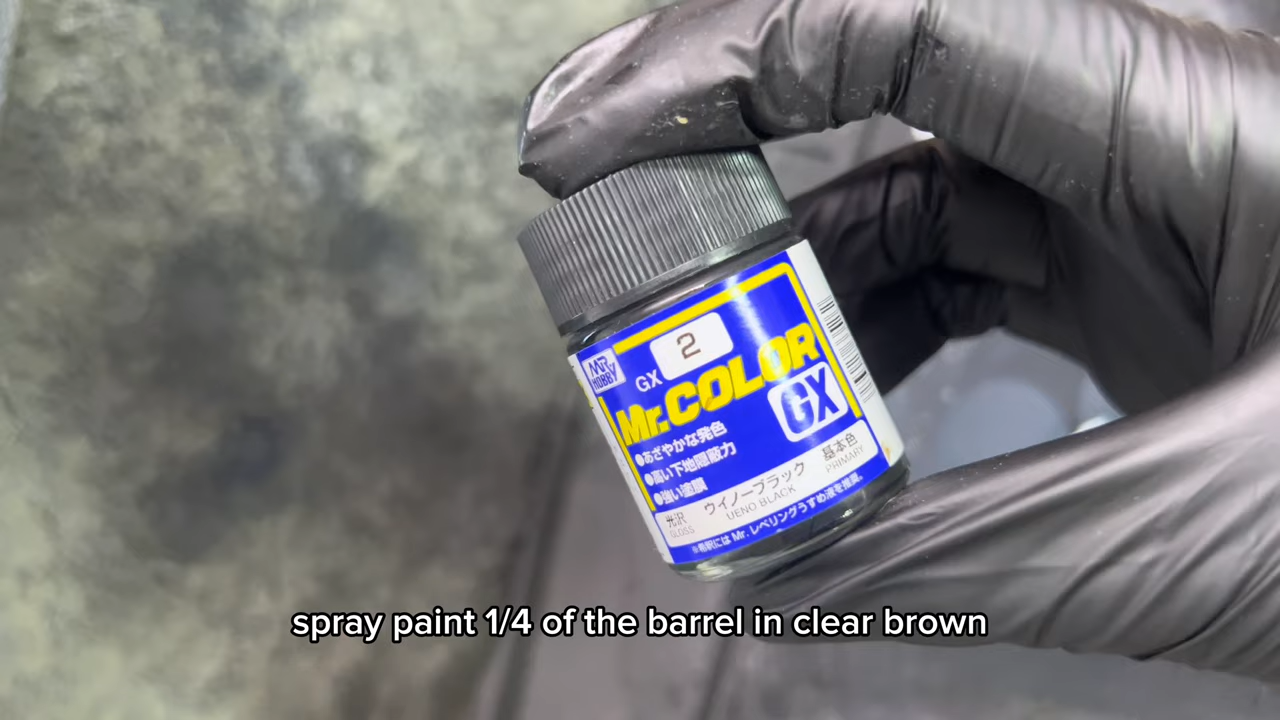 2
GX
MR
HOBBY
Mr.COLOR
GX
●あざやかな発色
●高い下地隠蔽力
●強い塗膜
光沢 ウイノーブラック 基本色
GLOSS UENO BLACK PRIMARY
※希釈には Mr. レベリングうすめ液を推奨。
spray paint 1/4 of the barrel in clear brown